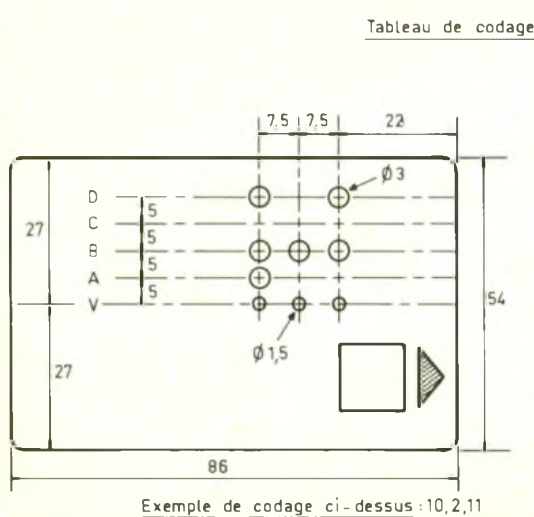 Tableau de codage
7,5 7,5 22
D
Ø3
5
C
27
5
B
5
A
5
V
54
Ø1,5
27
86
Exemple de codage ci-dessus : 10,2,11